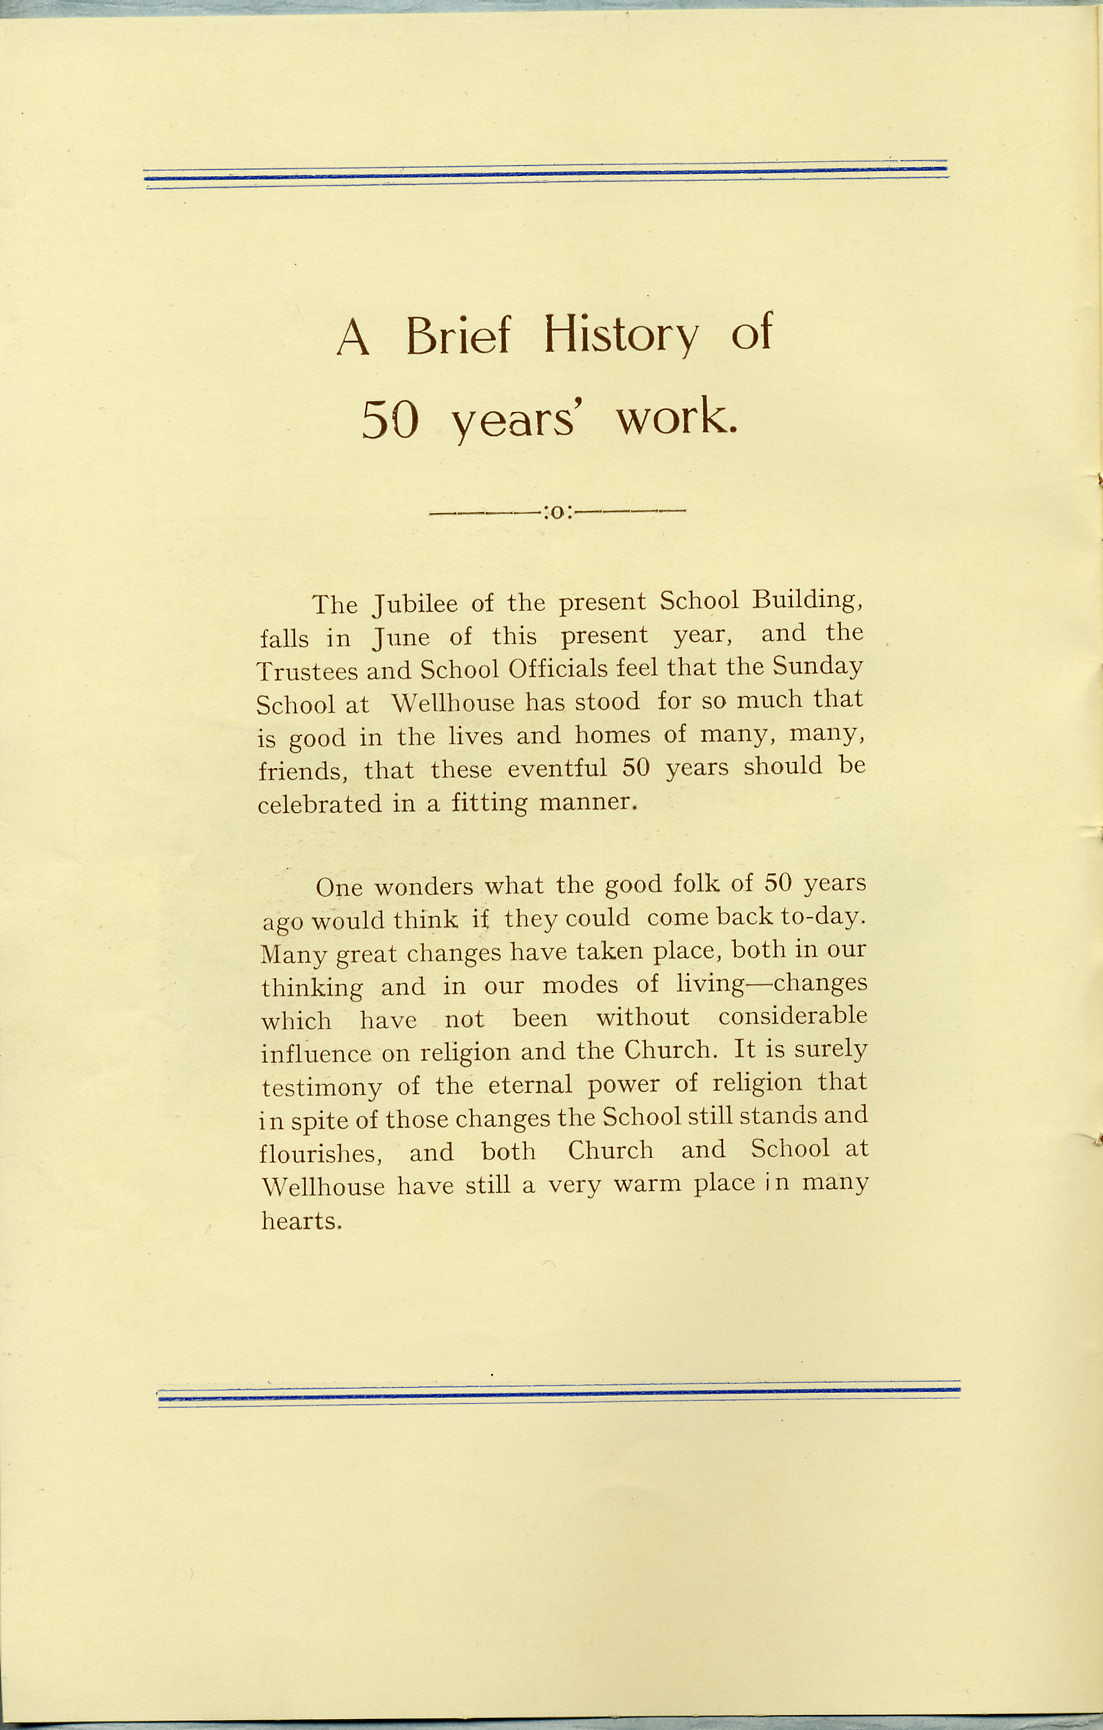 A Brief History of
50 years' work.
:o:
The Jubilee of the present School Building,
falls in June of this present year, and the
Trustees and School Officials feel that the Sunday
School at Wellhouse has stood for so much that
is good in the lives and homes of many, many,
friends, that these eventful 50 years should be
celebrated in a fitting manner.
One wonders what the good folk of 50 years
ago would think if they could come back to-day.
Many great changes have taken place, both in our
thinking and in our modes of living—changes
which have not been without considerable
influence on religion and the Church. It is surely
testimony of the eternal power of religion that
in spite of those changes the School still stands and
flourishes, and both Church and School at
Wellhouse have still a very warm place in many
hearts.